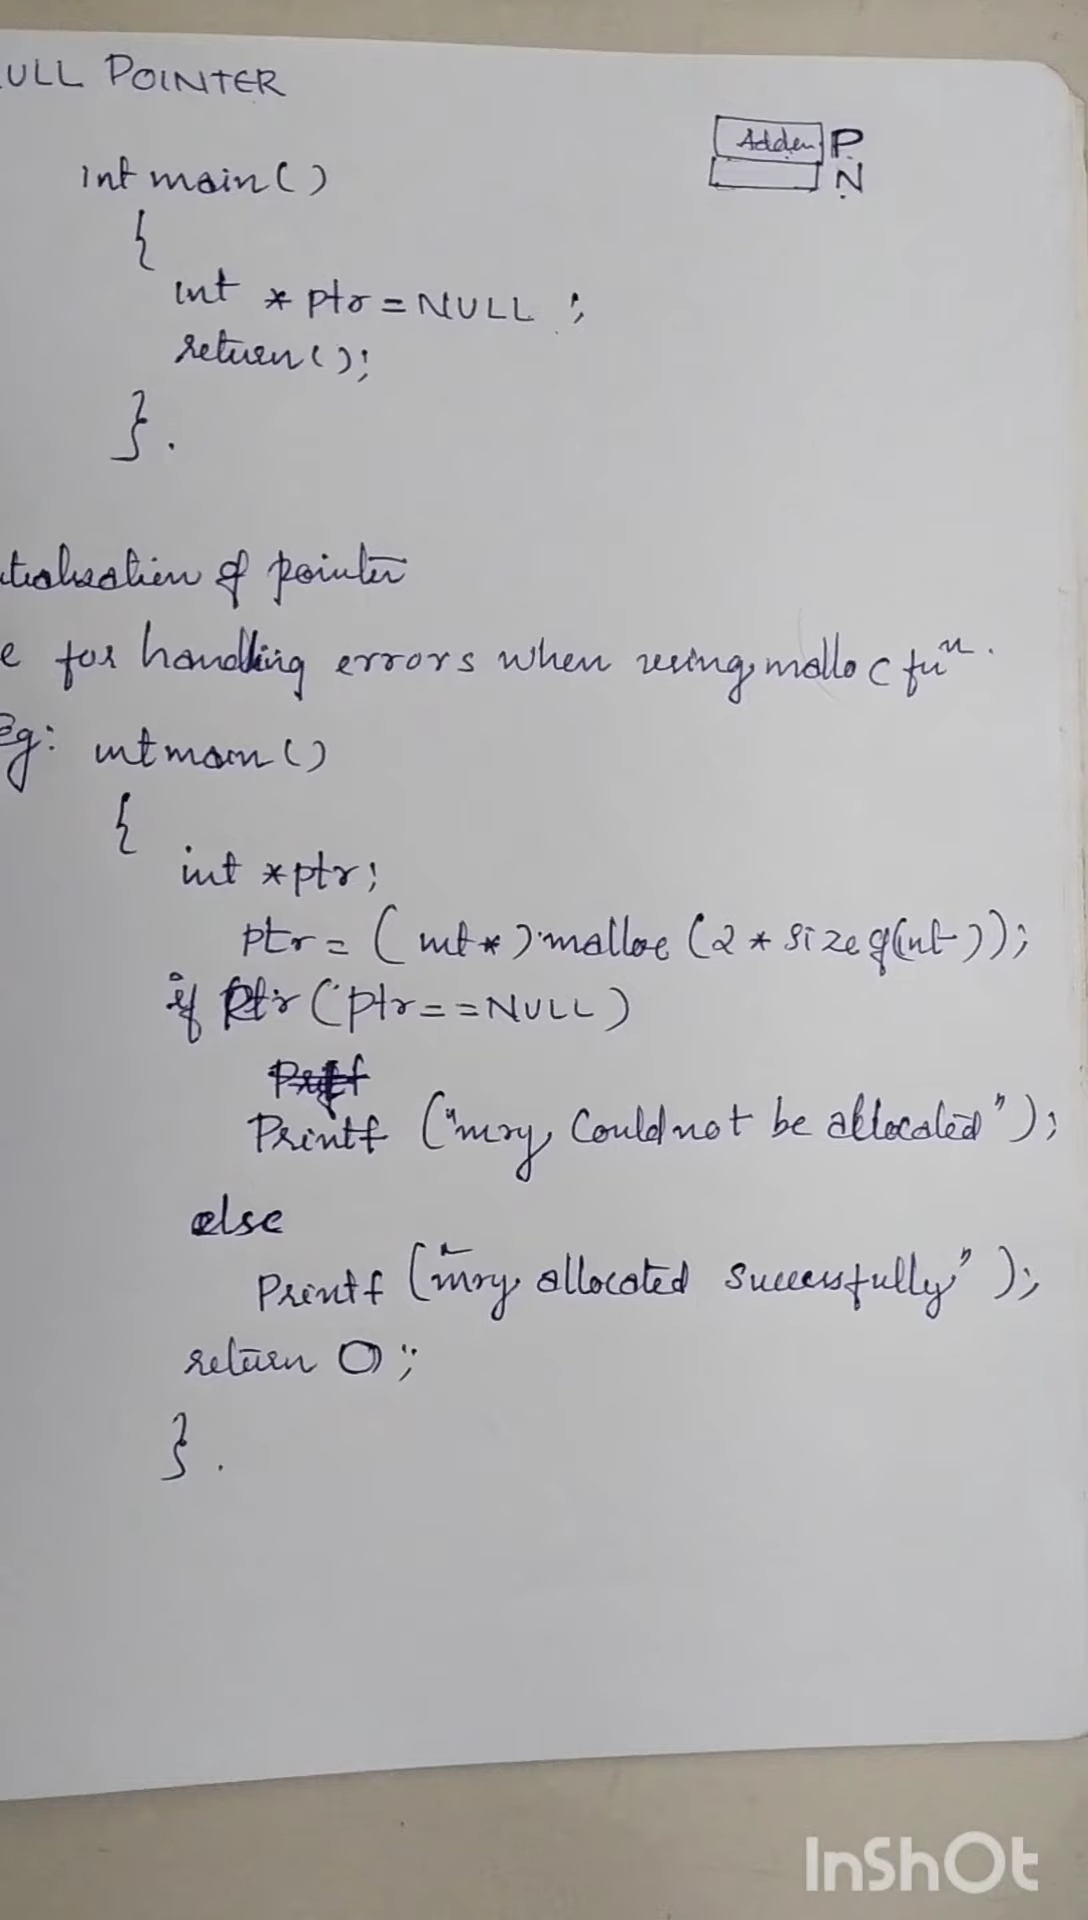 ULL POINTER
Adden P.
N
int main()
{
int * ptr = NULL ;
return();
}.
tialisation of pointer
e for handling errors when using malloc fuⁿ.
Eg: int main()
{
int *ptr;
ptr = (int*) malloc (2 * sizeof(int));
if Ptr (ptr==NULL)
Printf ("mry could not be allocated");
else
Printf ("mry allocated successfully");
return 0;
}.
InShOt